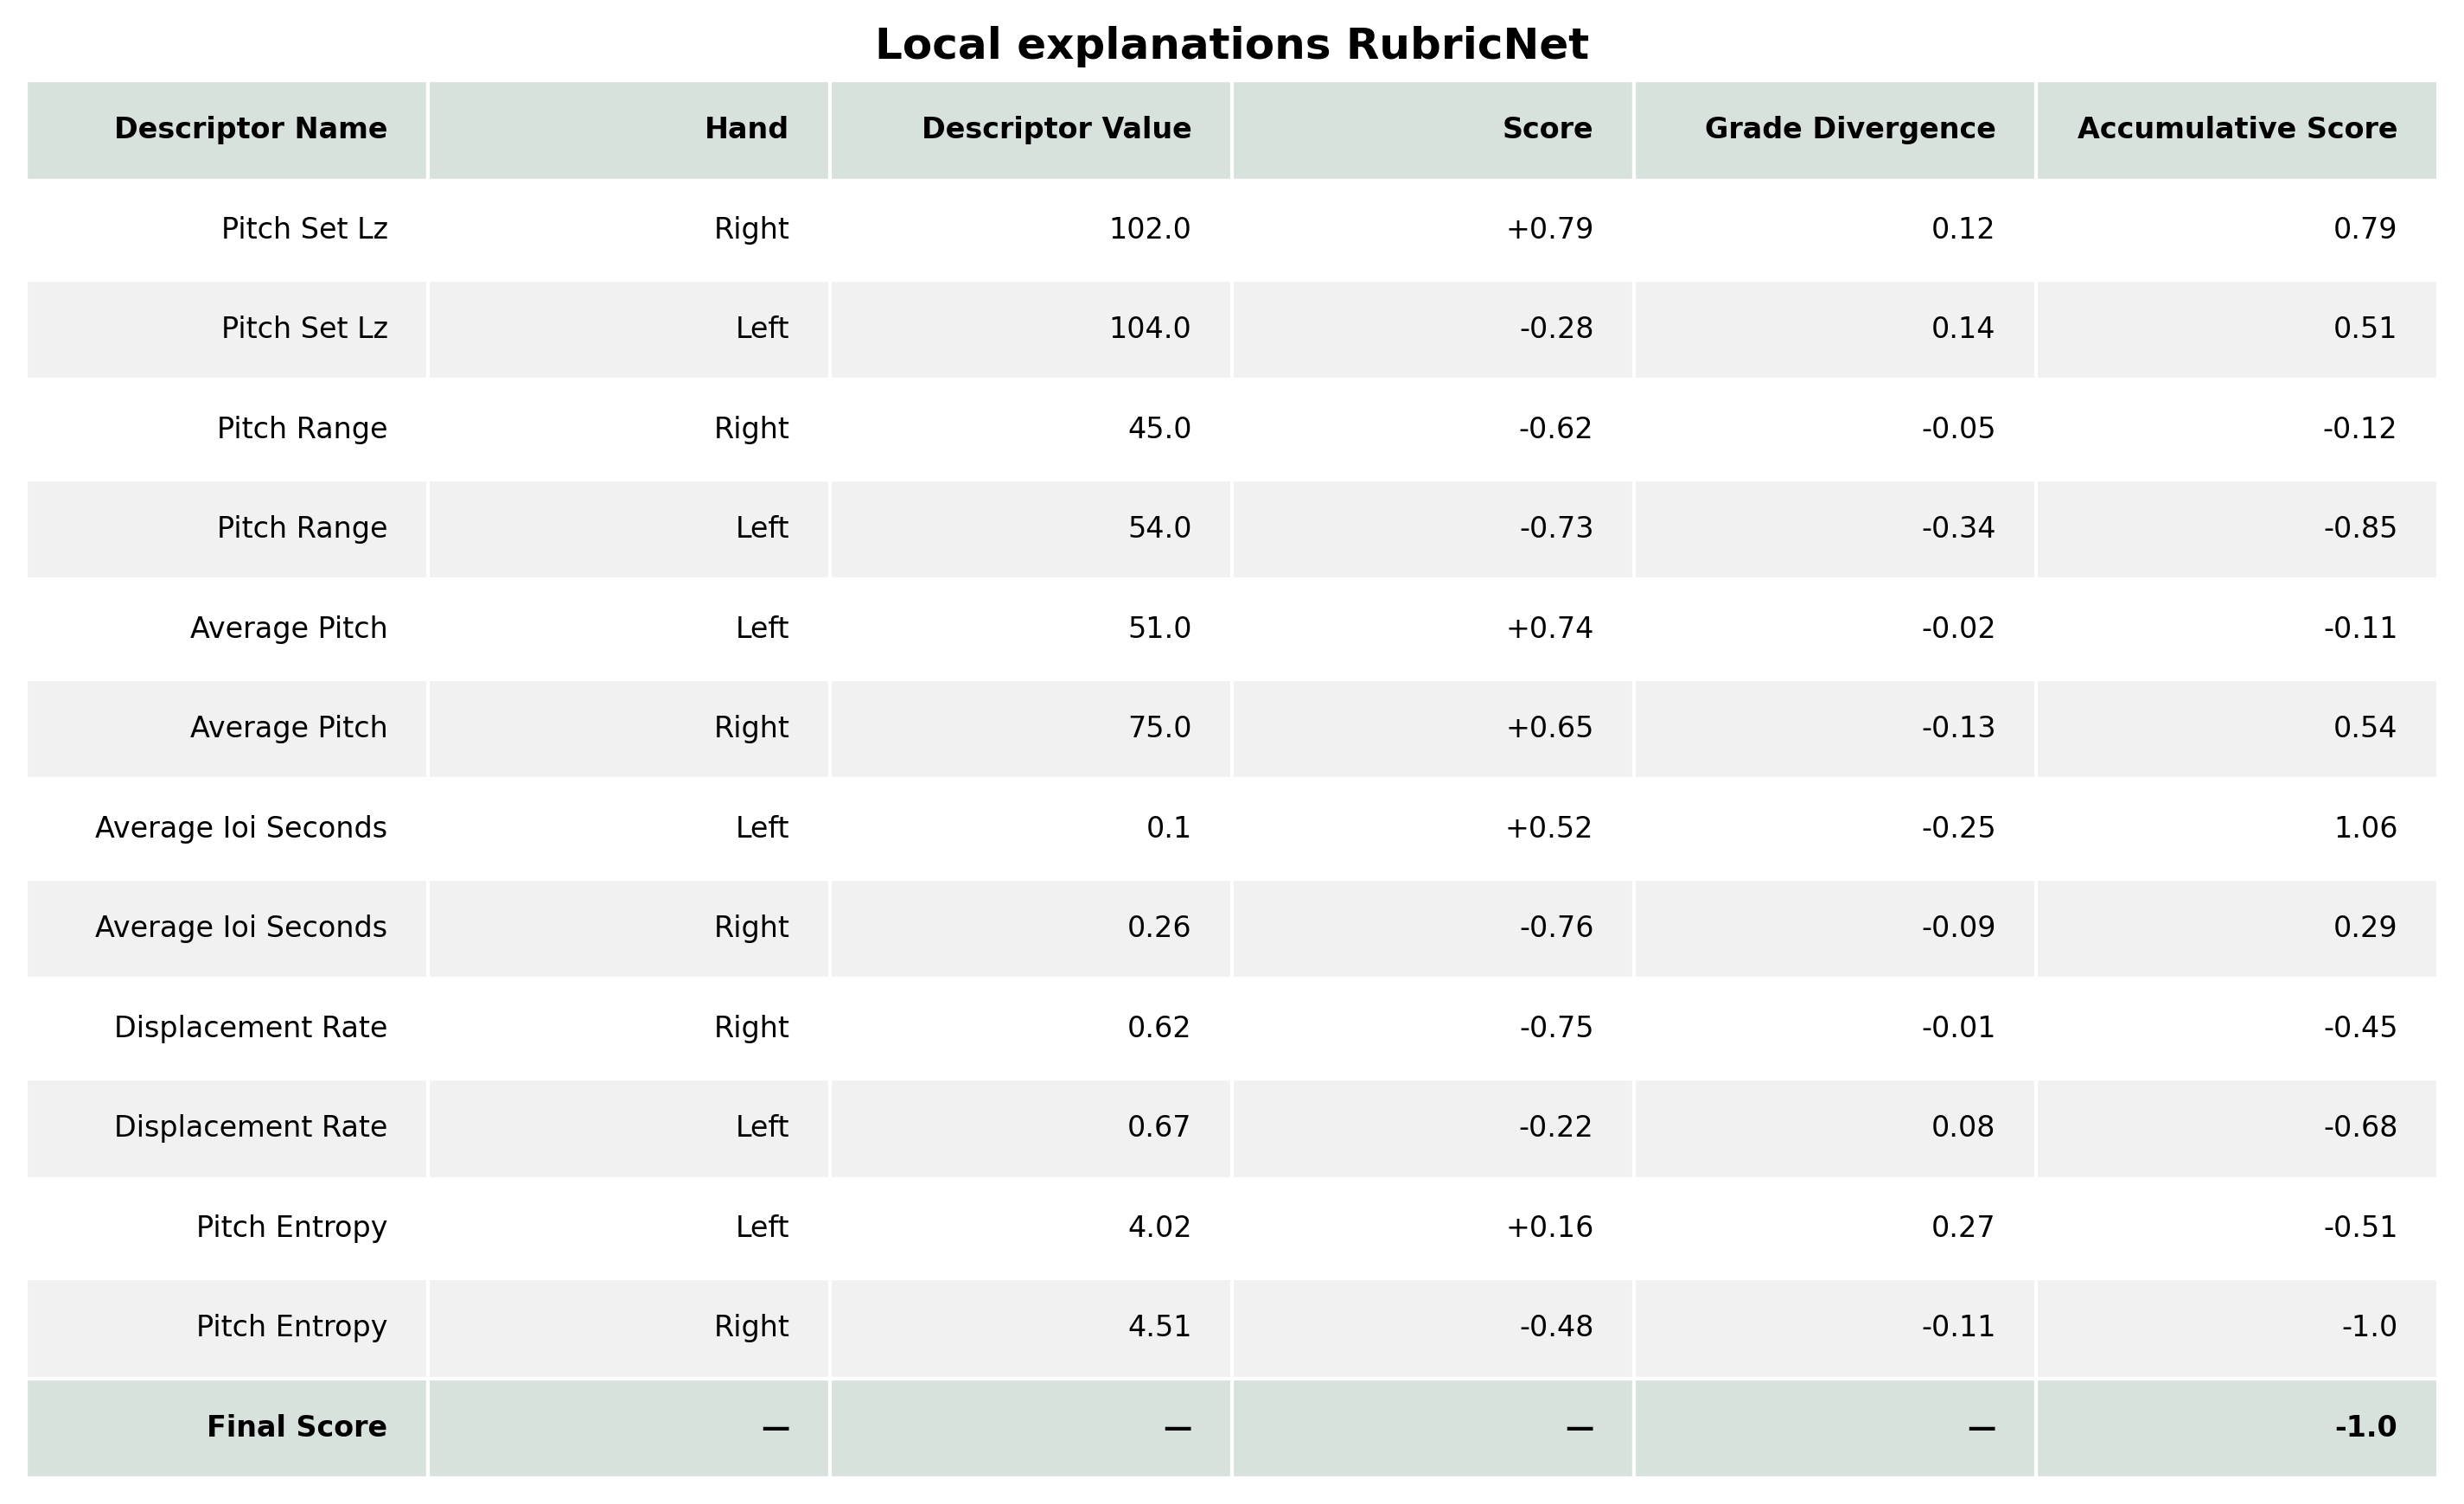 Local explanations RubricNet
Descriptor Name Hand Descriptor Value Score Grade Divergence Accumulative Score
Pitch Set Lz Right 102.0 +0.79 0.12 0.79
Pitch Set Lz Left 104.0 -0.28 0.14 0.51
Pitch Range Right 45.0 -0.62 -0.05 -0.12
Pitch Range Left 54.0 -0.73 -0.34 -0.85
Average Pitch Left 51.0 +0.74 -0.02 -0.11
Average Pitch Right 75.0 +0.65 -0.13 0.54
Average Ioi Seconds Left 0.1 +0.52 -0.25 1.06
Average Ioi Seconds Right 0.26 -0.76 -0.09 0.29
Displacement Rate Right 0.62 -0.75 -0.01 -0.45
Displacement Rate Left 0.67 -0.22 0.08 -0.68
Pitch Entropy Left 4.02 +0.16 0.27 -0.51
Pitch Entropy Right 4.51 -0.48 -0.11 -1.0
Final Score — — — — -1.0